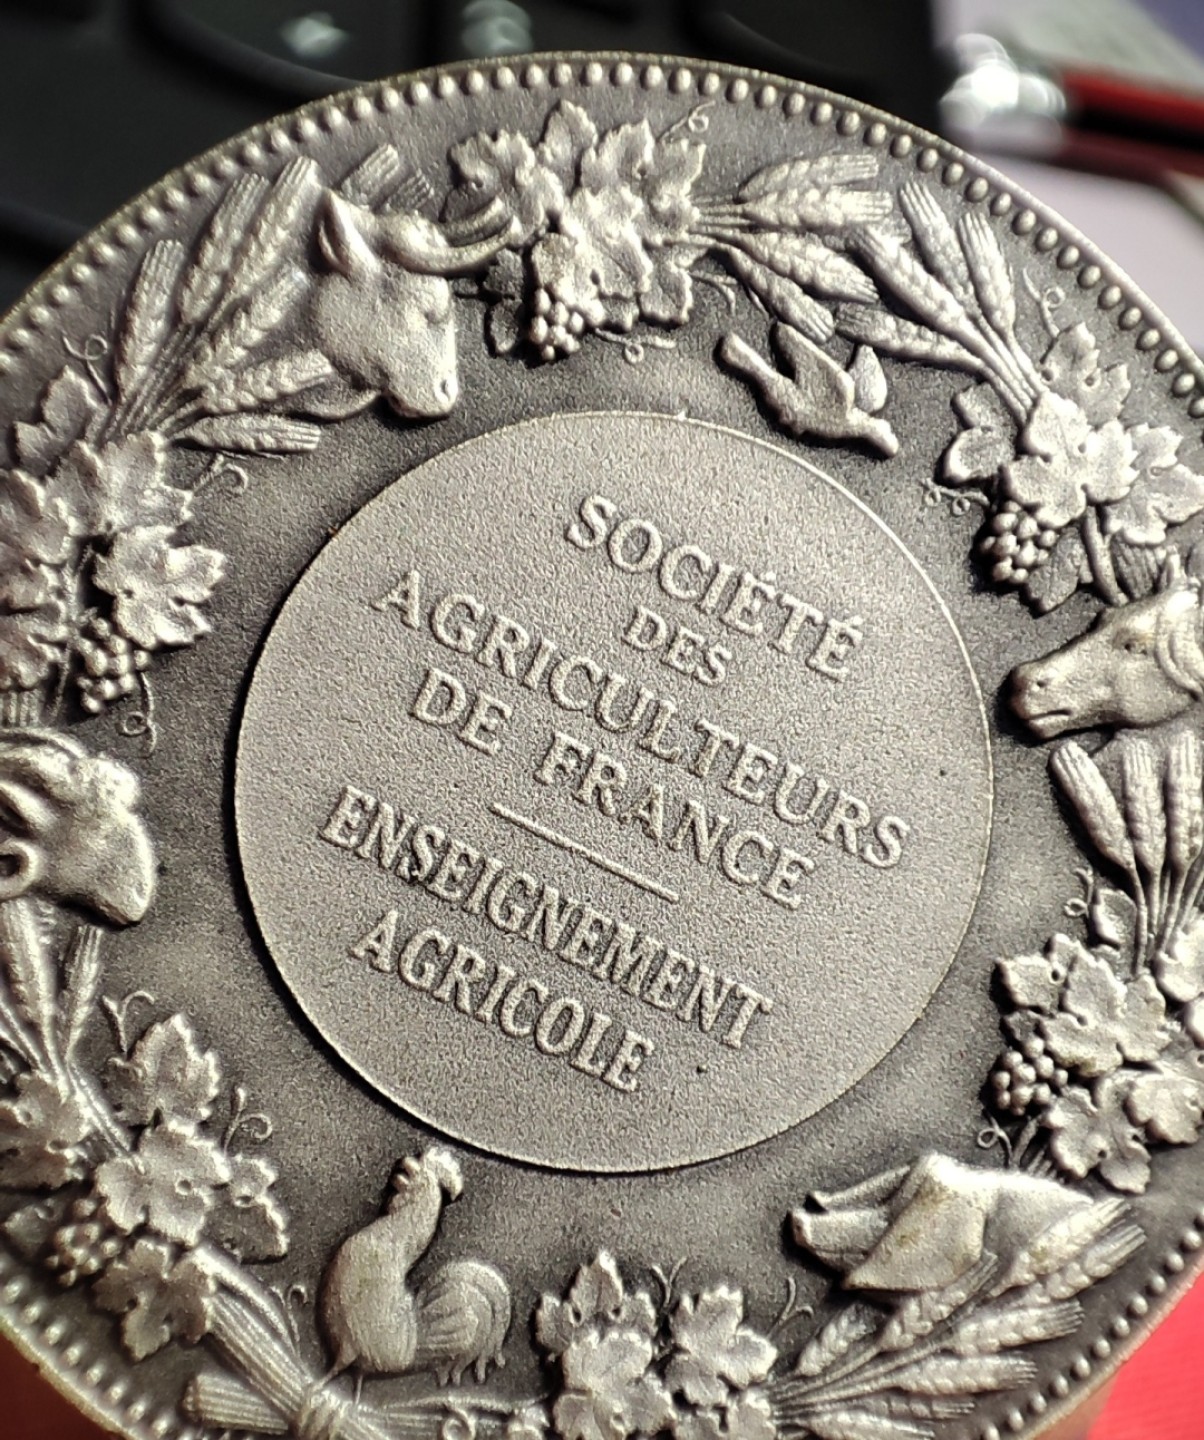 SOCIÉTÉ
DES
AGRICULTEURS
DE FRANCE
ENSEIGNEMENT
AGRICOLE